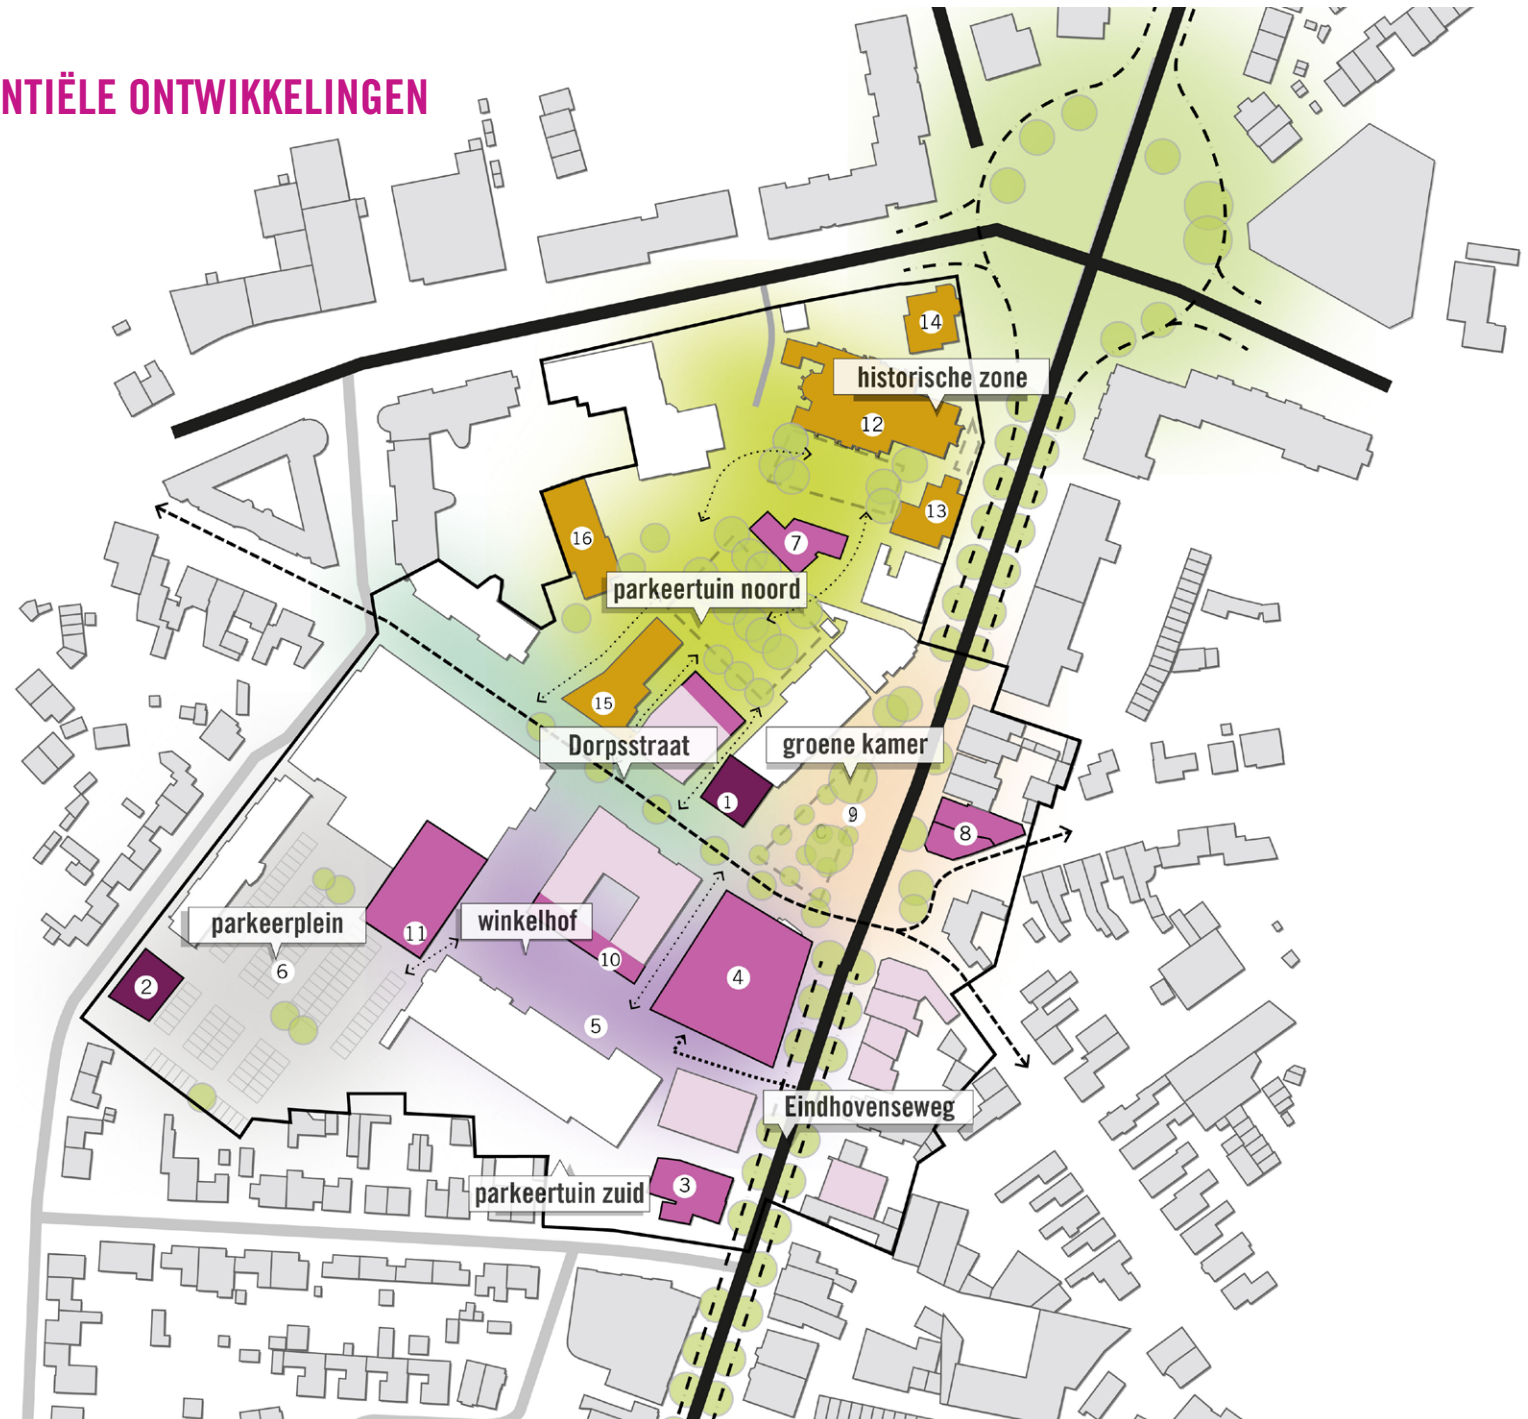 NTIËLE ONTWIKKELINGEN
14
historische zone
12
13
16
7
parkeertuin noord
15
Dorpsstraat
groene kamer
1
9
8
parkeerplein
11
winkelhof
10
6
2
4
5
Eindhovenseweg
parkeertuin zuid
3